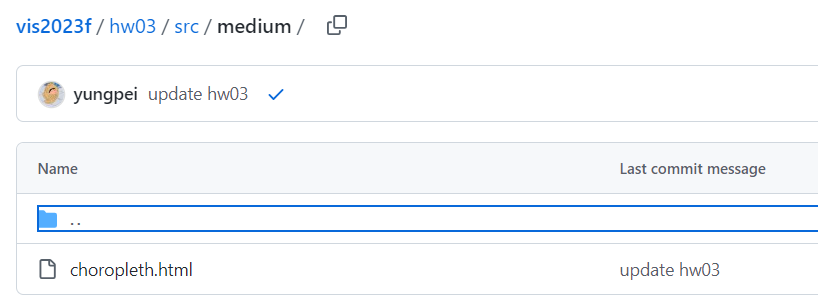 vis2023f / hw03 / src / medium /
yungpei update hw03
Name Last commit message
..
choropleth.html update hw03